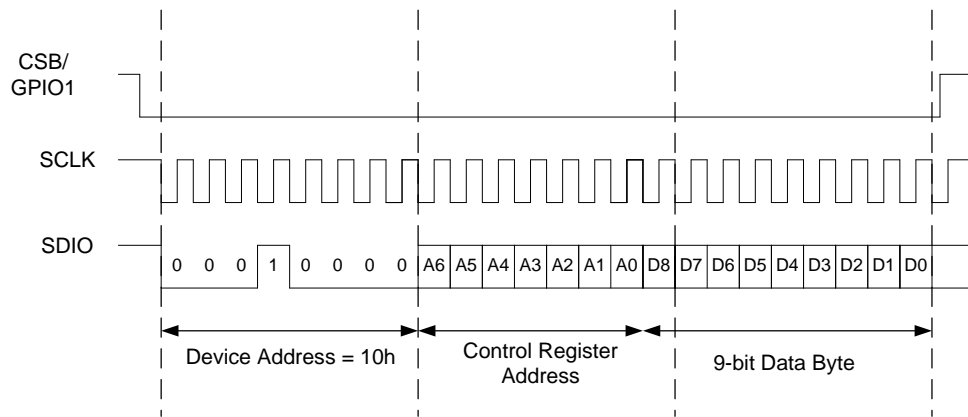 CSB/
GPIO1
SCLK
SDIO
0 0 0 1 0 0 0 0 A6 A5 A4 A3 A2 A1 A0 D8 D7 D6 D5 D4 D3 D2 D1 D0
Device Address = 10h
Control Register
Address
9-bit Data Byte